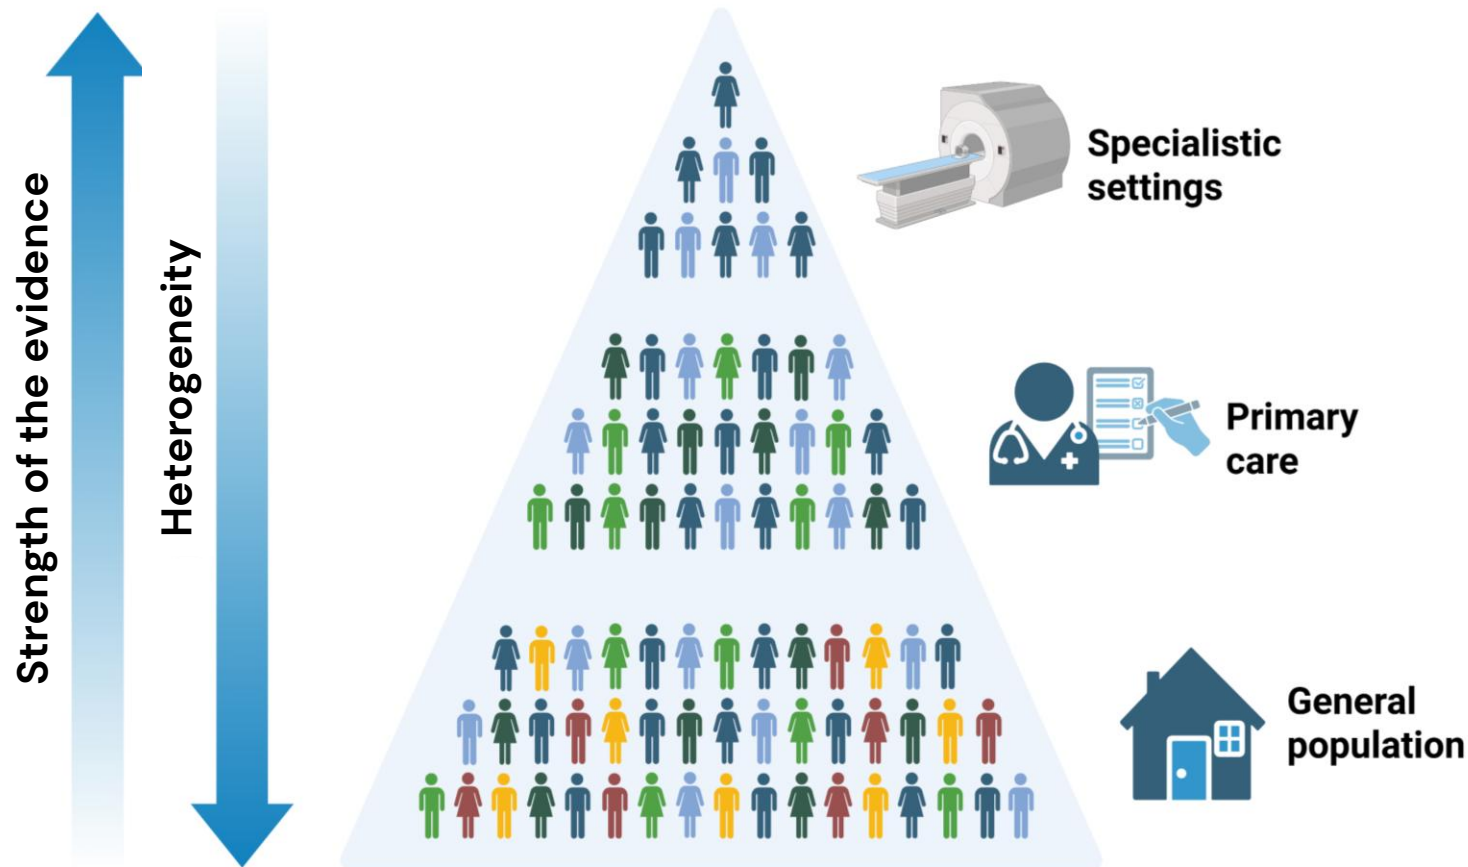 Strength of the evidence
Heterogeneity
Specialistic
settings
Primary
care
General
population